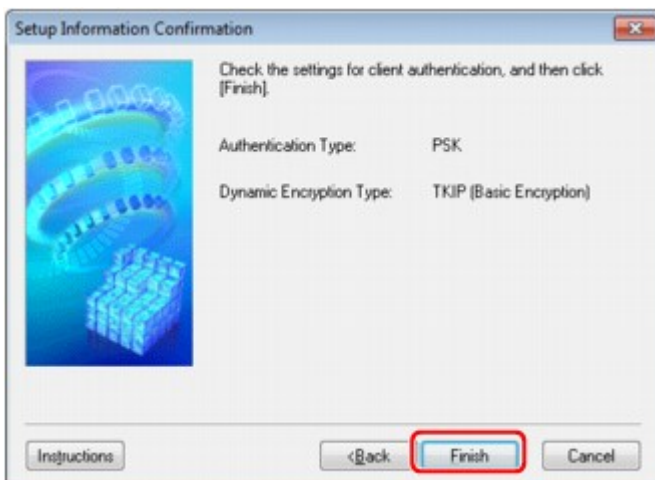 Setup Information Confirmation
Check the settings for client authentication, and then click
[Finish].
Authentication Type: PSK
Dynamic Encryption Type: TKIP (Basic Encryption)
Instructions <Back Finish Cancel